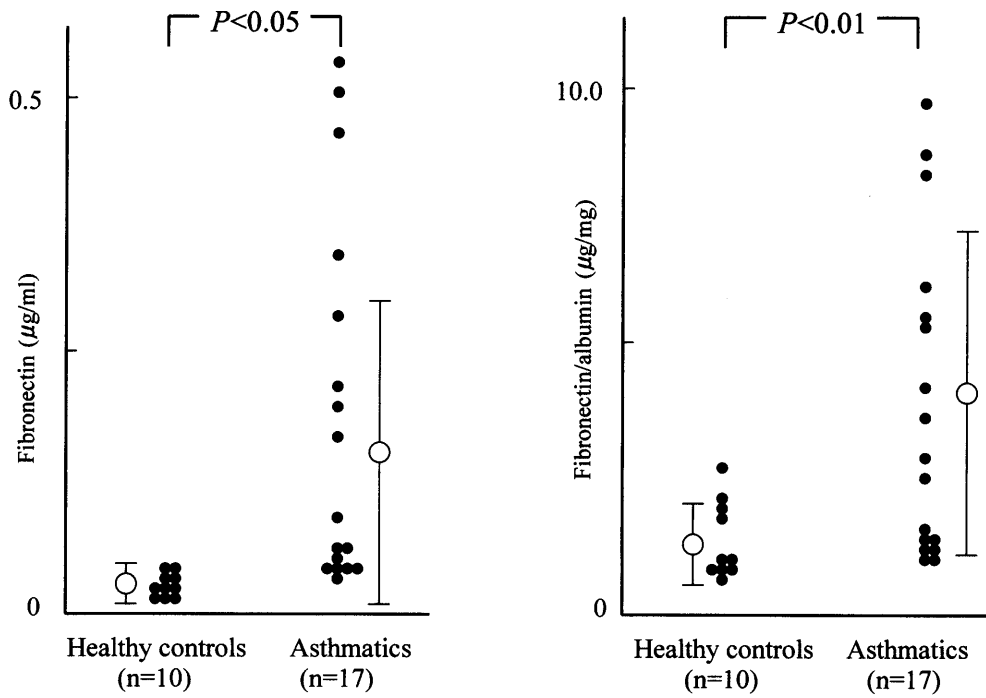 P<0.05
0.5
Fibronectin (μg/ml)
0
Healthy controls
(n=10)
Asthmatics
(n=17)
P<0.01
10.0
Fibronectin/albumin (μg/mg)
0
Healthy controls
(n=10)
Asthmatics
(n=17)